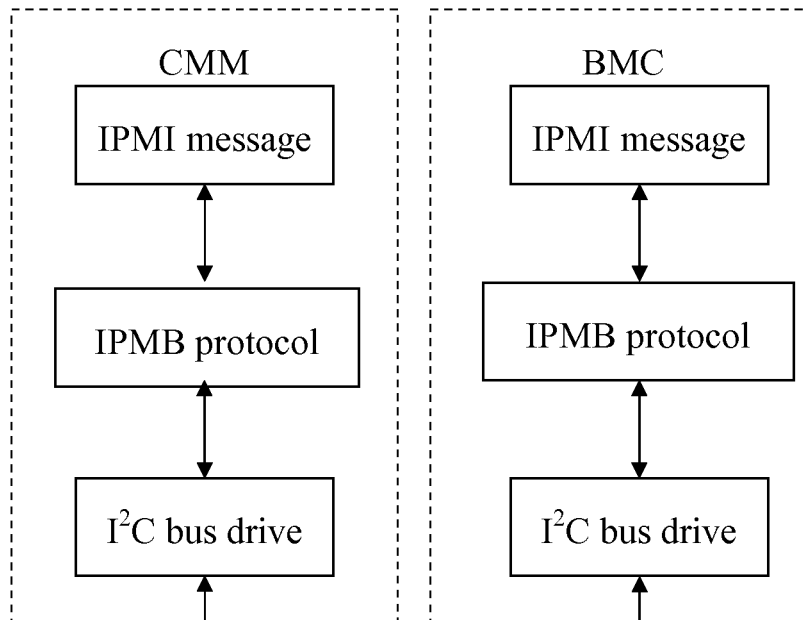 CMM
IPMI message
IPMB protocol
I²C bus drive
BMC
IPMI message
IPMB protocol
I²C bus drive